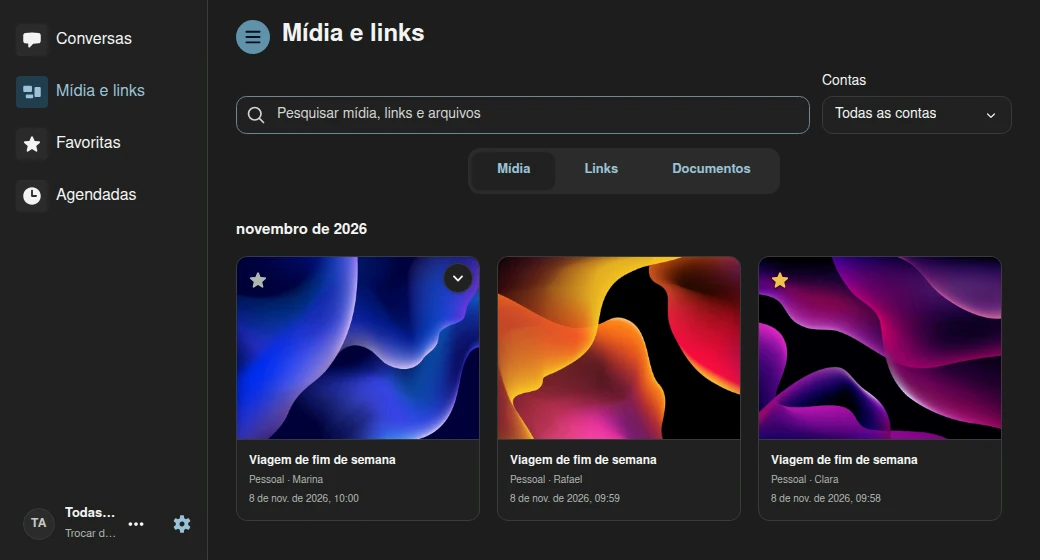 Conversas
Mídia e links
Favoritas
Agendadas
TA
Todas...
Trocar d...
Mídia e links
Contas
Pesquisar mídia, links e arquivos
Todas as contas
Mídia
Links
Documentos
novembro de 2026
Viagem de fim de semana
Pessoal · Marina
8 de nov. de 2026, 10:00
Viagem de fim de semana
Pessoal · Rafael
8 de nov. de 2026, 09:59
Viagem de fim de semana
Pessoal · Clara
8 de nov. de 2026, 09:58